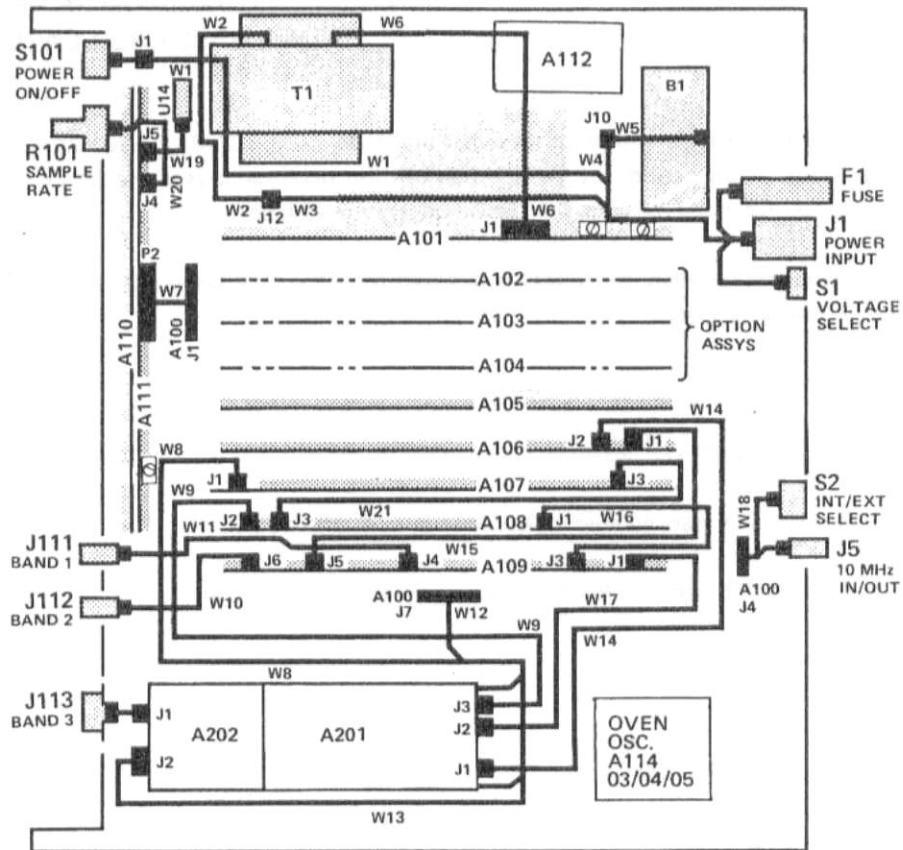 W2
W6
S101
POWER
ON/OFF
J1
W1
U14
T1
A112
B1
J10
W5
R101
SAMPLE
RATE
J5
W19
J4
W20
W1
W4
F1
FUSE
W2
J12
W3
J1
W6
J1
POWER
INPUT
A101
P2
W7
A100
J1
A102
S1
VOLTAGE
SELECT
A103
OPTION
ASSYS
A110
A104
A111
A105
W14
W8
A106
J2
J1
J1
A107
J3
S2
INT/EXT
SELECT
W9
J2
J3
W21
A108
J1
W16
W18
W11
J111
BAND 1
W15
J5
10 MHz
IN/OUT
J6
J5
J4
A109
J3
J1
A100
J4
J112
BAND 2
W10
A100
J7
W12
W17
W9
W14
W8
J113
BAND 3
J1
J3
A202
A201
J2
J2
J1
OVEN
OSC.
A114
03/04/05
W13